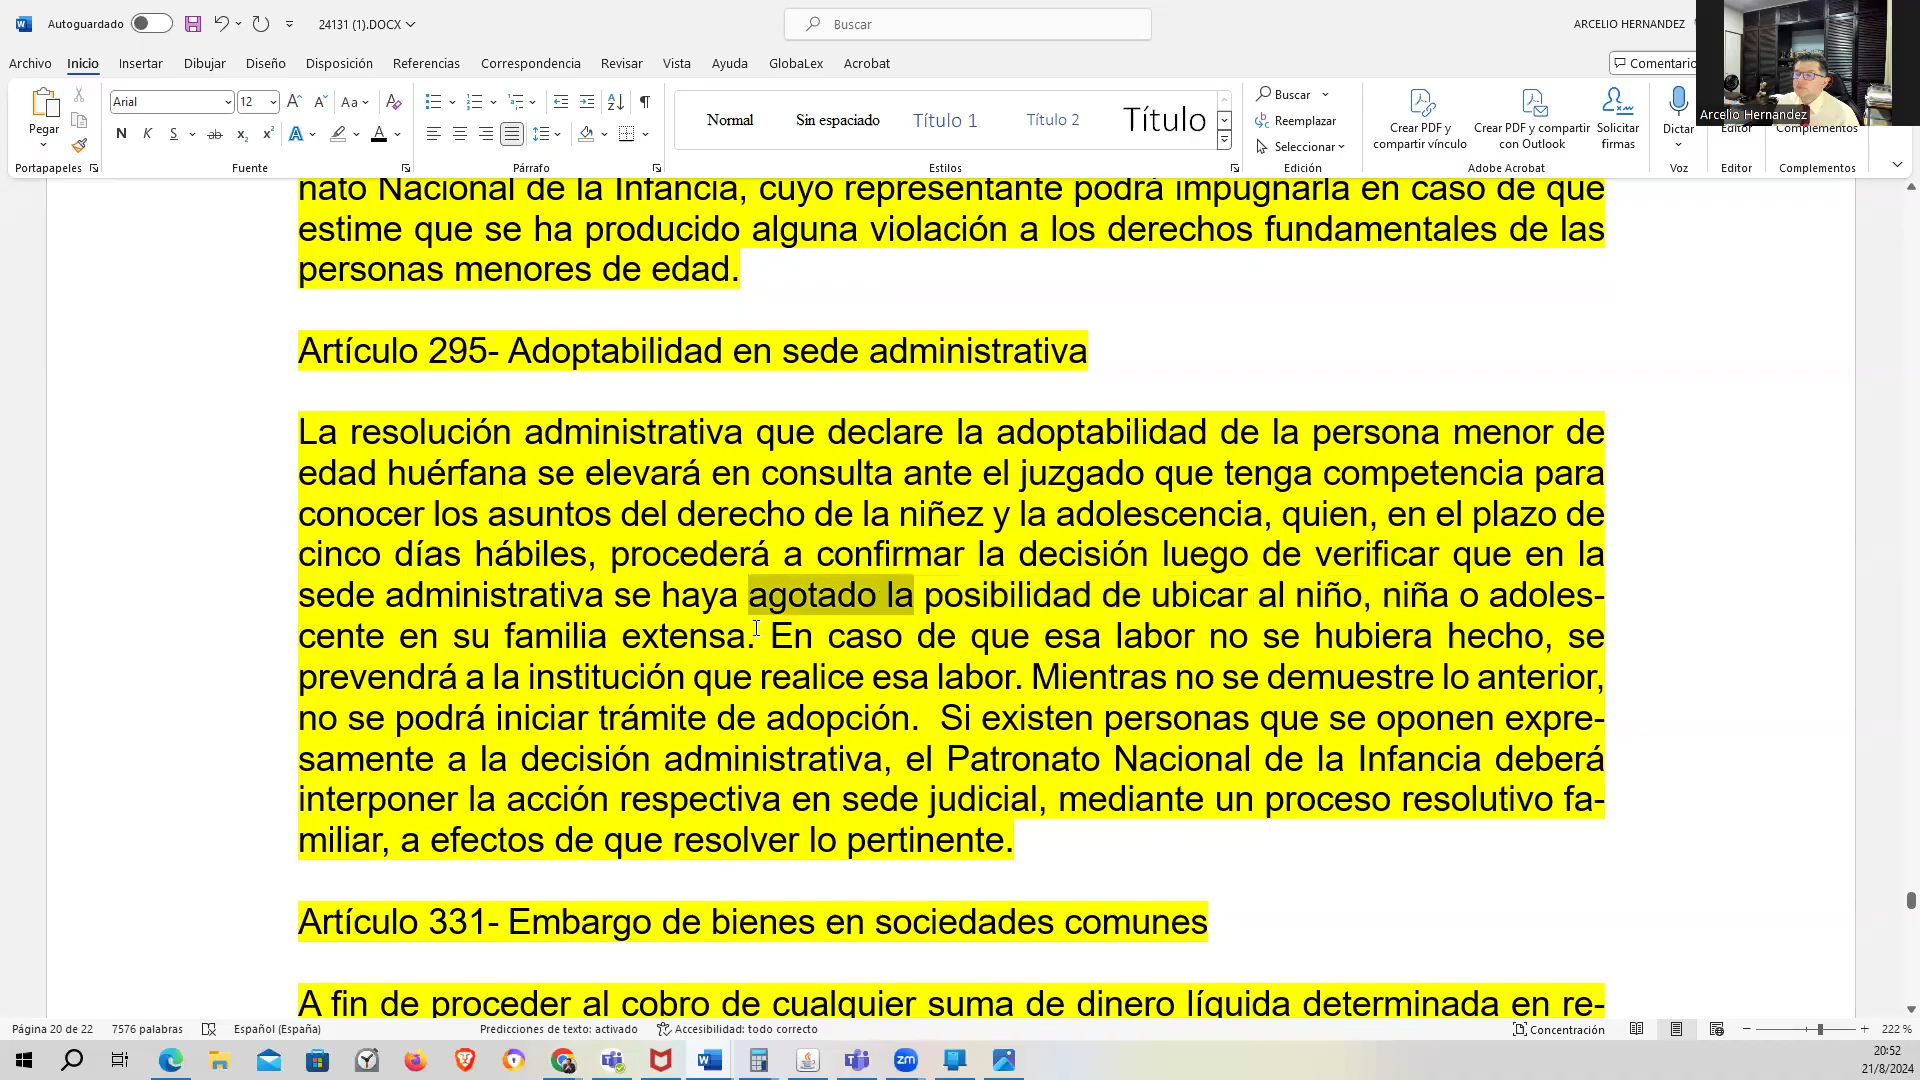 Autoguardado
24131 (1).DOCX
Buscar
ARCELIO HERNANDEZ
Archivo Inicio Insertar Dibujar Diseño Disposición Referencias Correspondencia Revisar Vista Ayuda GlobaLex Acrobat
Comentario
Pegar
Arial 12
Aa
N K S ab x₂ x² A A
Normal Sin espaciado Título 1 Título 2 Título
Buscar
Reemplazar
Seleccionar
Crear PDF y compartir vínculo
Crear PDF y compartir con Outlook
Solicitar firmas
Dictar
Editor
Complementos
Arcelio Hernandez
Portapapeles Fuente Párrafo Estilos Edición Adobe Acrobat Voz Editor Complementos
nato Nacional de la Infancia, cuyo representante podrá impugnarla en caso de que
estime que se ha producido alguna violación a los derechos fundamentales de las
personas menores de edad.
Artículo 295- Adoptabilidad en sede administrativa
La resolución administrativa que declare la adoptabilidad de la persona menor de
edad huérfana se elevará en consulta ante el juzgado que tenga competencia para
conocer los asuntos del derecho de la niñez y la adolescencia, quien, en el plazo de
cinco días hábiles, procederá a confirmar la decisión luego de verificar que en la
sede administrativa se haya agotado la posibilidad de ubicar al niño, niña o adoles-
cente en su familia extensa. En caso de que esa labor no se hubiera hecho, se
prevendrá a la institución que realice esa labor. Mientras no se demuestre lo anterior,
no se podrá iniciar trámite de adopción.  Si existen personas que se oponen expre-
samente a la decisión administrativa, el Patronato Nacional de la Infancia deberá
interponer la acción respectiva en sede judicial, mediante un proceso resolutivo fa-
miliar, a efectos de que resolver lo pertinente.
Artículo 331- Embargo de bienes en sociedades comunes
A fin de proceder al cobro de cualquier suma de dinero líquida determinada en re-
Página 20 de 22 7576 palabras Español (España) Predicciones de texto: activado Accesibilidad: todo correcto Concentración 222 %
20:52
21/8/2024